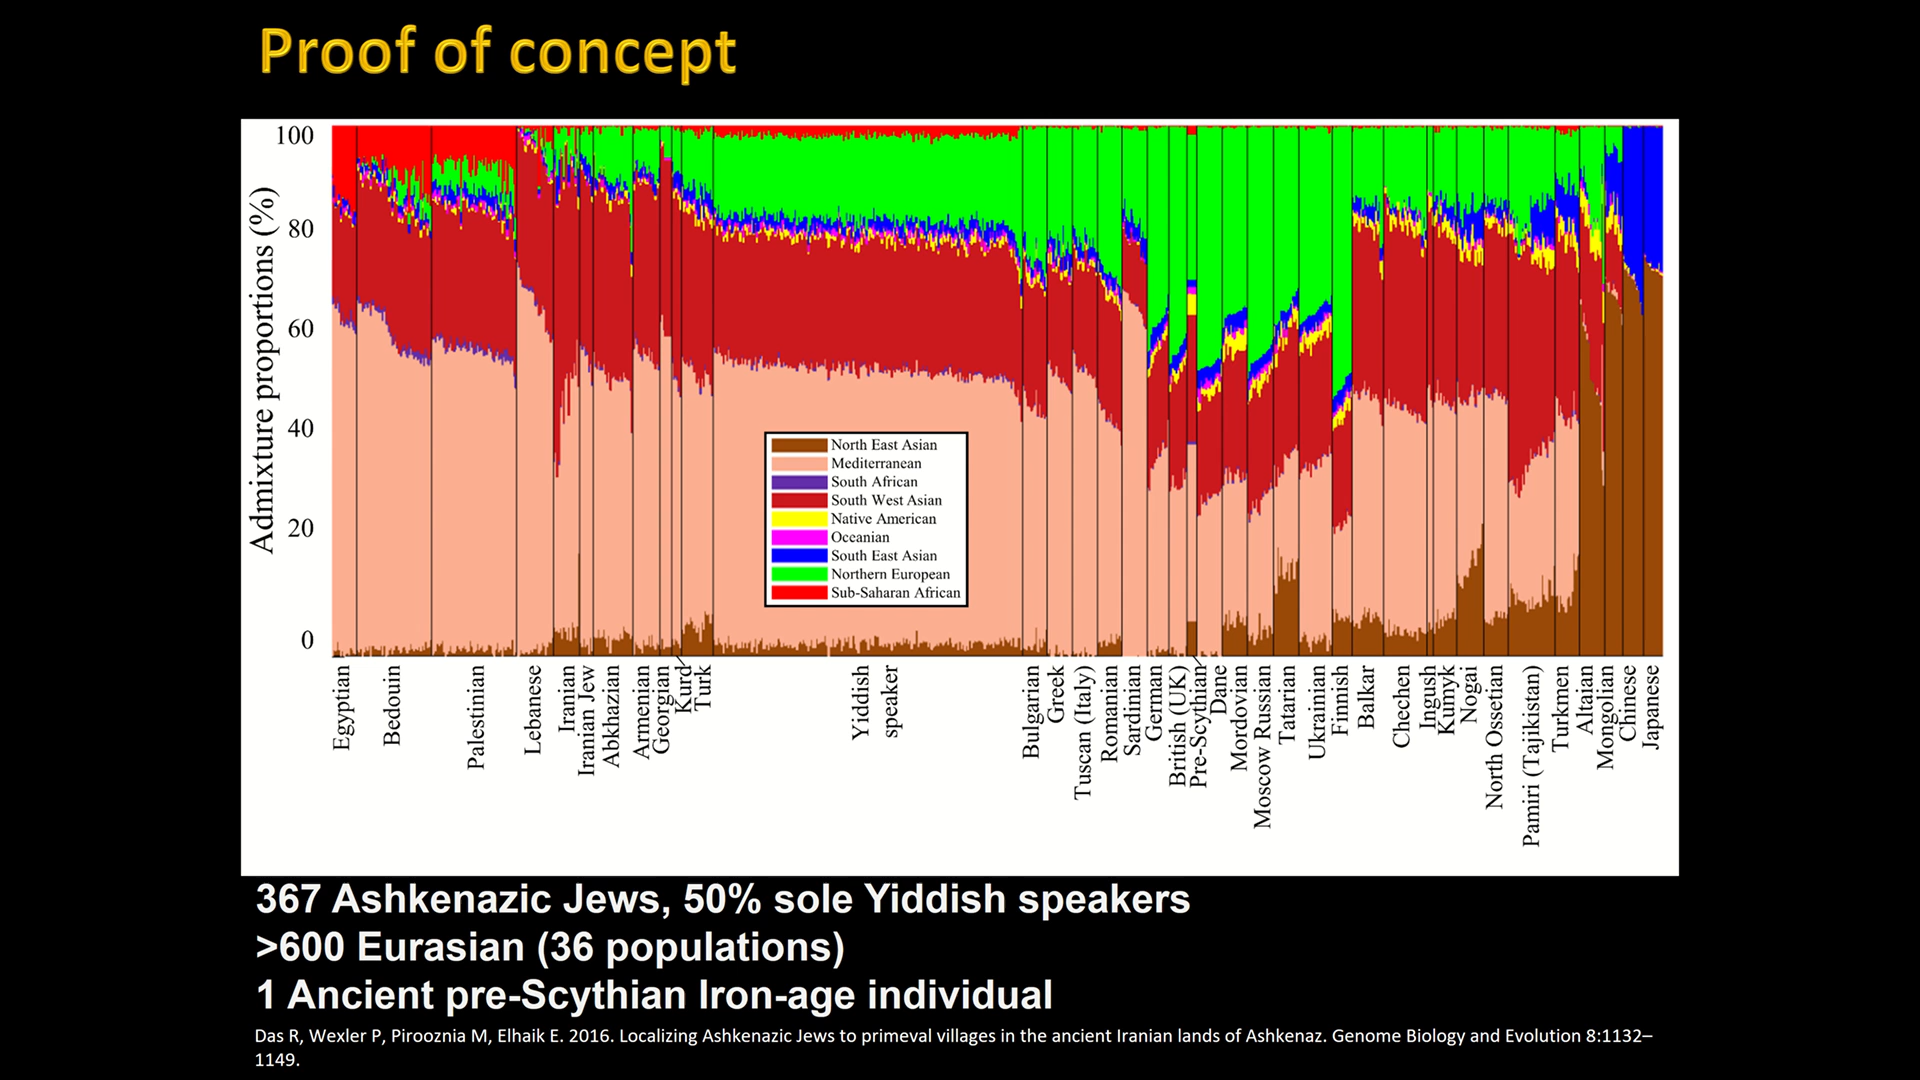 Proof of concept
Admixture proportions (%)
100
80
60
40
20
0
North East Asian
Mediterranean
South African
South West Asian
Native American
Oceanian
South East Asian
Northern European
Sub-Saharan African
Egyptian
Bedouin
Palestinian
Lebanese
Iranian
Iranian Jew
Abkhazian
Armenian
Georgian
Kurd
Turk
Yiddish
speaker
Bulgarian
Greek
Tuscan (Italy)
Romanian
Sardinian
German
British (UK)
Pre-Scythian
Dane
Mordovian
Moscow Russian
Tatarian
Ukrainian
Finnish
Balkar
Chechen
Ingush
Kumyk
Nogai
North Ossetian
Pamiri (Tajikistan)
Turkmen
Altaian
Mongolian
Chinese
Japanese
367 Ashkenazic Jews, 50% sole Yiddish speakers
>600 Eurasian (36 populations)
1 Ancient pre-Scythian Iron-age individual
Das R, Wexler P, Pirooznia M, Elhaik E. 2016. Localizing Ashkenazic Jews to primeval villages in the ancient Iranian lands of Ashkenaz. Genome Biology and Evolution 8:1132–
1149.